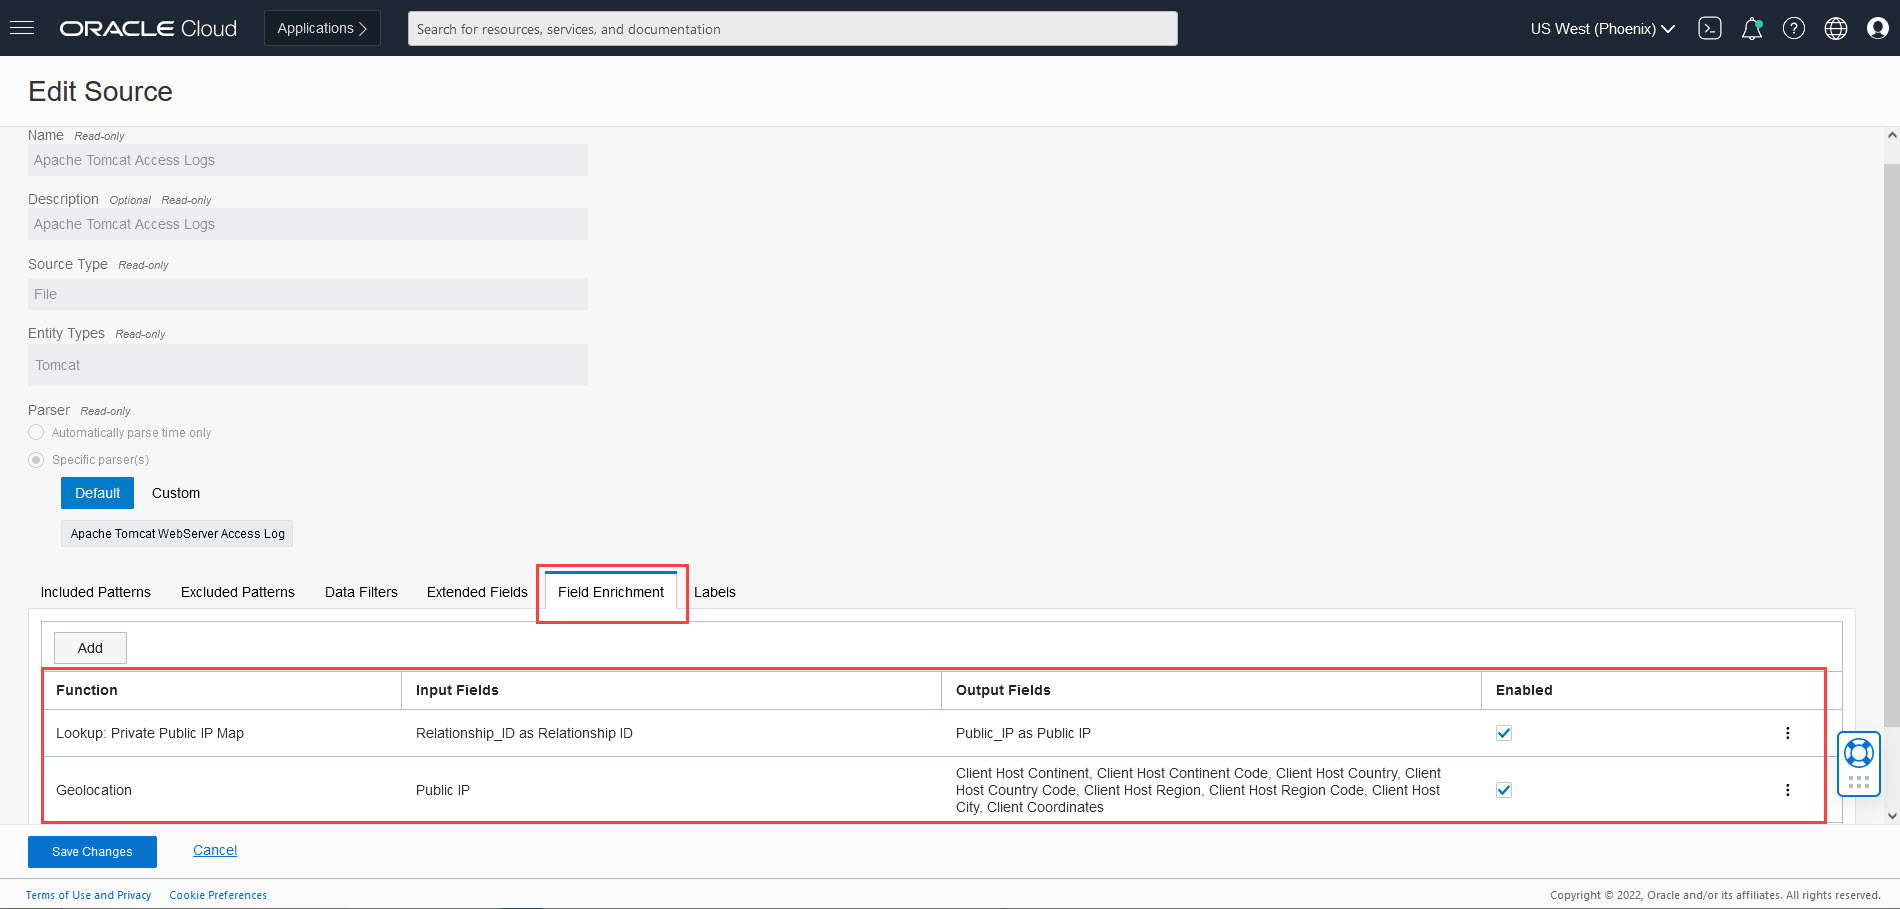 ORACLE Cloud
Applications
Search for resources, services, and documentation
US West (Phoenix)
Edit Source
Name Read-only
Apache Tomcat Access Logs
Description Optional Read-only
Apache Tomcat Access Logs
Source Type Read-only
File
Entity Types Read-only
Tomcat
Parser Read-only
Automatically parse time only
Specific parser(s)
Default Custom
Apache Tomcat WebServer Access Log
Included Patterns Excluded Patterns Data Filters Extended Fields Field Enrichment Labels
Add
Function Input Fields Output Fields Enabled
Lookup: Private Public IP Map Relationship_ID as Relationship ID Public_IP as Public IP
Geolocation Public IP Client Host Continent, Client Host Continent Code, Client Host Country, Client
Host Country Code, Client Host Region, Client Host Region Code, Client Host
City, Client Coordinates
Save Changes Cancel
Terms of Use and Privacy Cookie Preferences
Copyright © 2022, Oracle and/or its affiliates. All rights reserved.